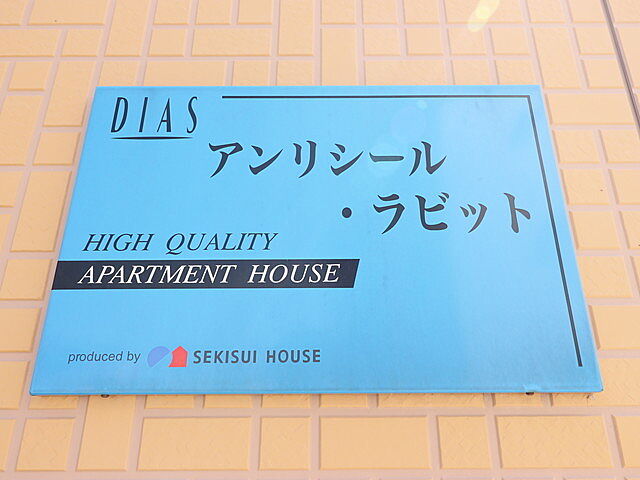 DIAS
アンリシール
・ラビット
HIGH QUALITY
APARTMENT HOUSE
produced by SEKISUI HOUSE